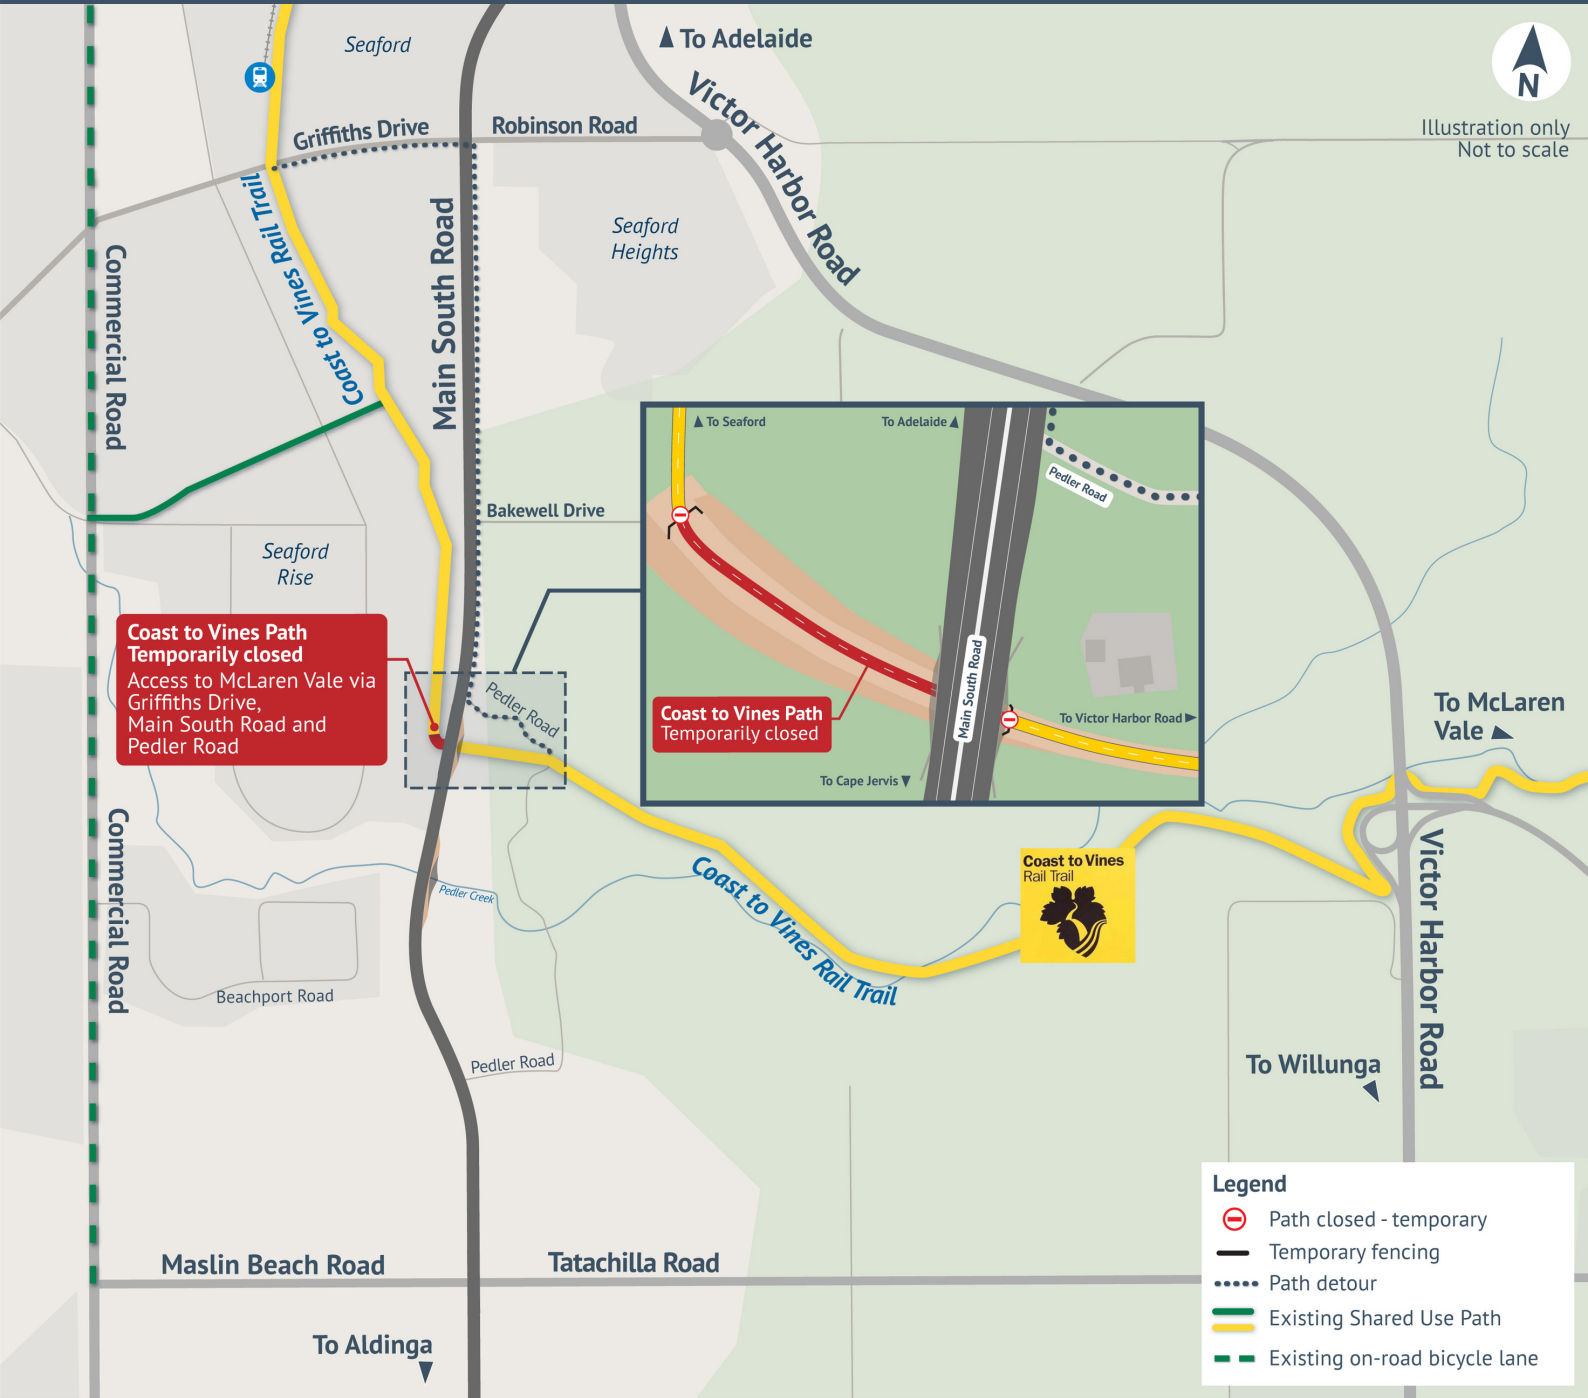 Seaford
To Adelaide
N
Illustration only
Not to scale
Victor Harbor Road
Griffiths Drive
Robinson Road
Coast to Vines Rail Trail
Commercial Road
Main South Road
Seaford
Heights
Bakewell Drive
Seaford
Rise
To Seaford
To Adelaide
Pedler Road
Main South Road
Coast to Vines Path
Temporarily closed
To Victor Harbor Road
To Cape Jervis
Coast to Vines Path
Temporarily closed
Access to McLaren Vale via
Griffiths Drive,
Main South Road and
Pedler Road
Pedler Road
To McLaren
Vale
Commercial Road
Pedler Creek
Coast to Vines Rail Trail
Coast to Vines
Rail Trail
Victor Harbor Road
Beachport Road
Pedler Road
To Willunga
Maslin Beach Road
Tatachilla Road
To Aldinga
Legend
Path closed - temporary
Temporary fencing
Path detour
Existing Shared Use Path
Existing on-road bicycle lane